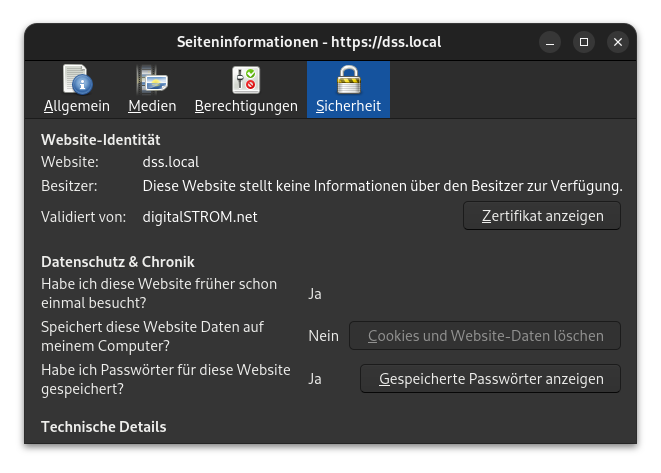 Seiteninformationen - https://dss.local
Allgemein Medien Berechtigungen Sicherheit
Website-Identität
Website: dss.local
Besitzer: Diese Website stellt keine Informationen über den Besitzer zur Verfügung.
Validiert von: digitalSTROM.net Zertifikat anzeigen
Datenschutz & Chronik
Habe ich diese Website früher schon
einmal besucht? Ja
Speichert diese Website Daten auf
meinem Computer? Nein Cookies und Website-Daten löschen
Habe ich Passwörter für diese Website
gespeichert? Ja Gespeicherte Passwörter anzeigen
Technische Details